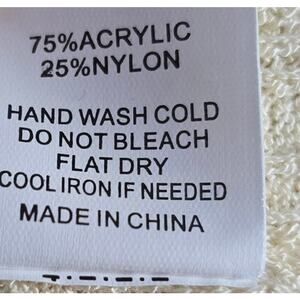 75%ACRYLIC
25%NYLON
HAND WASH COLD
DO NOT BLEACH
FLAT DRY
COOL IRON IF NEEDED
MADE IN CHINA